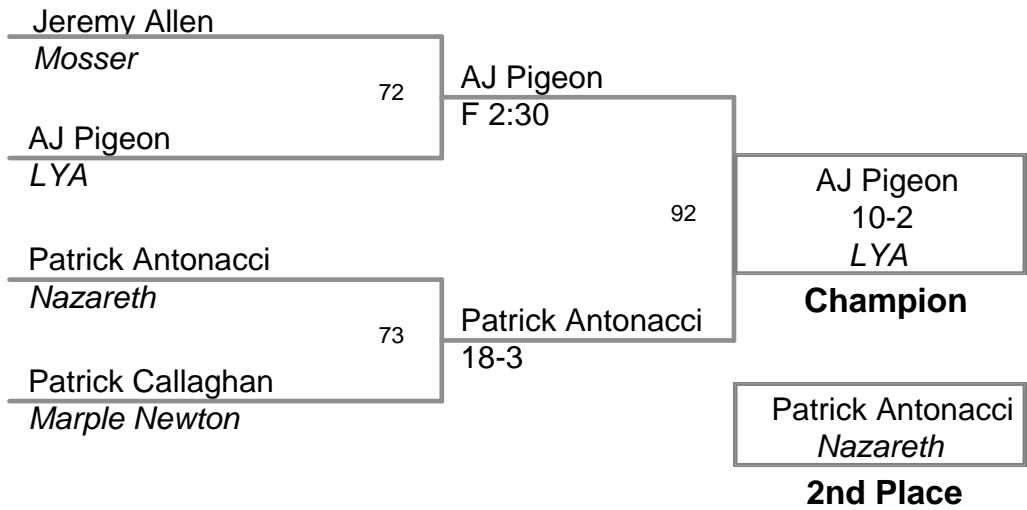 Jeremy Allen
Mosser
72
AJ Pigeon
F 2:30
AJ Pigeon
LYA
92
AJ Pigeon
10-2
LYA
Champion
Patrick Antonacci
Nazareth
73
Patrick Antonacci
18-3
Patrick Callaghan
Marple Newton
Patrick Antonacci
Nazareth
2nd Place